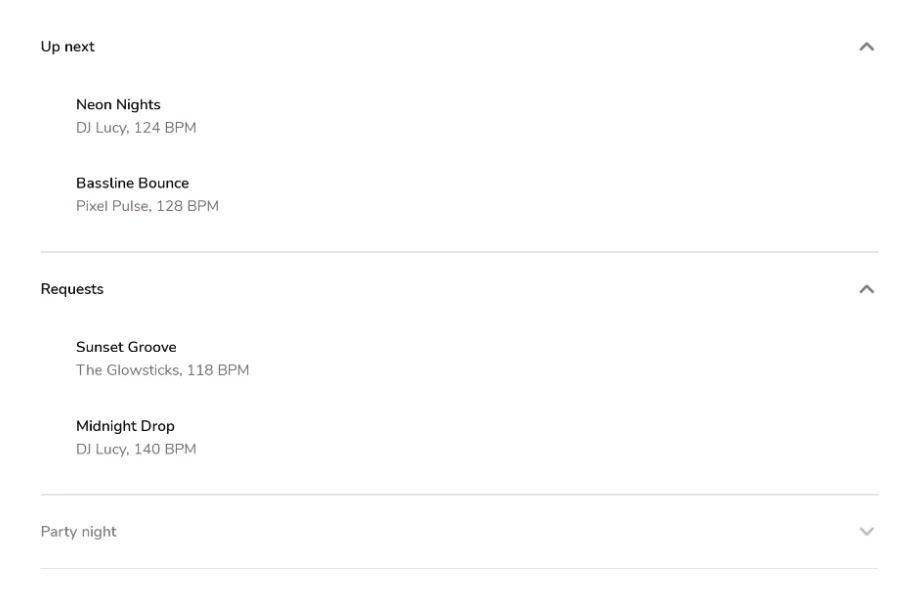 Up next
Neon Nights
DJ Lucy, 124 BPM
Bassline Bounce
Pixel Pulse, 128 BPM
Requests
Sunset Groove
The Glowsticks, 118 BPM
Midnight Drop
DJ Lucy, 140 BPM
Party night